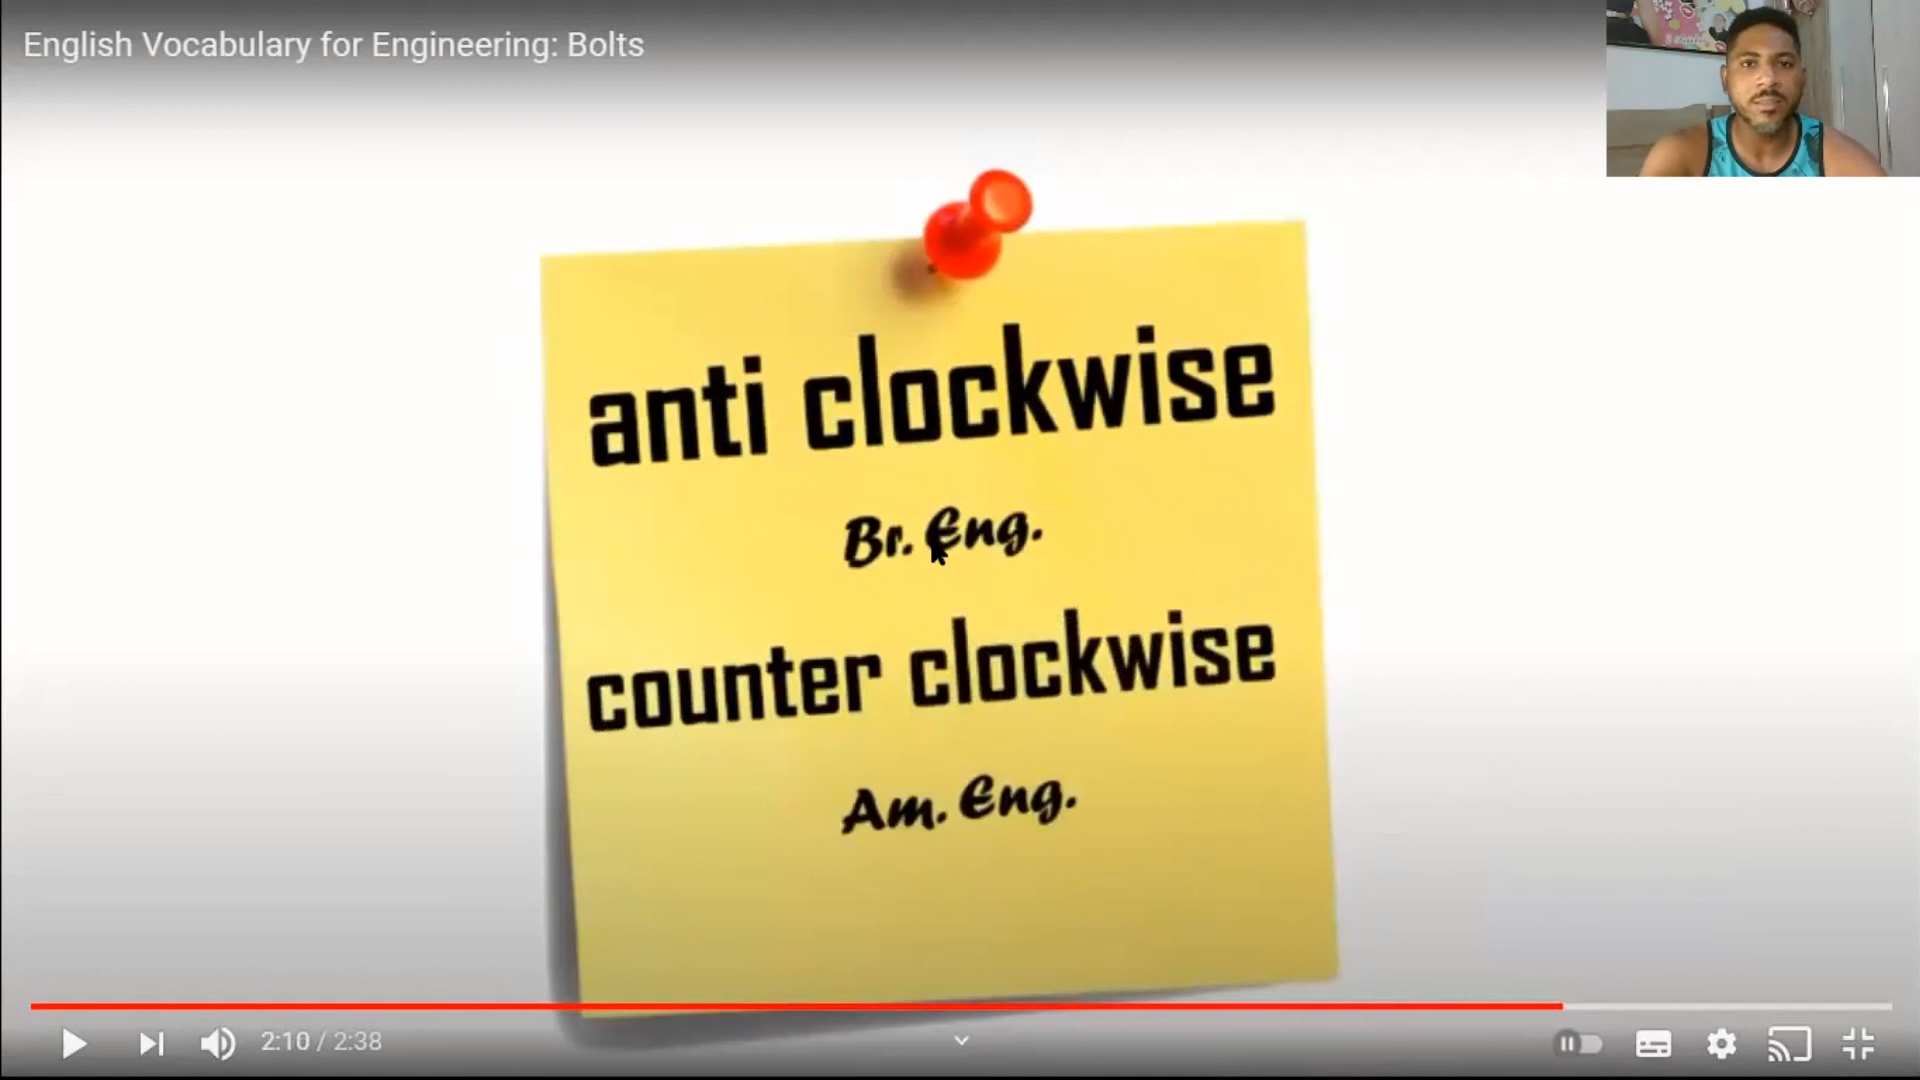 English Vocabulary for Engineering: Bolts
anti clockwise
Br. Eng.
counter clockwise
Am. Eng.
2:10 / 2:38